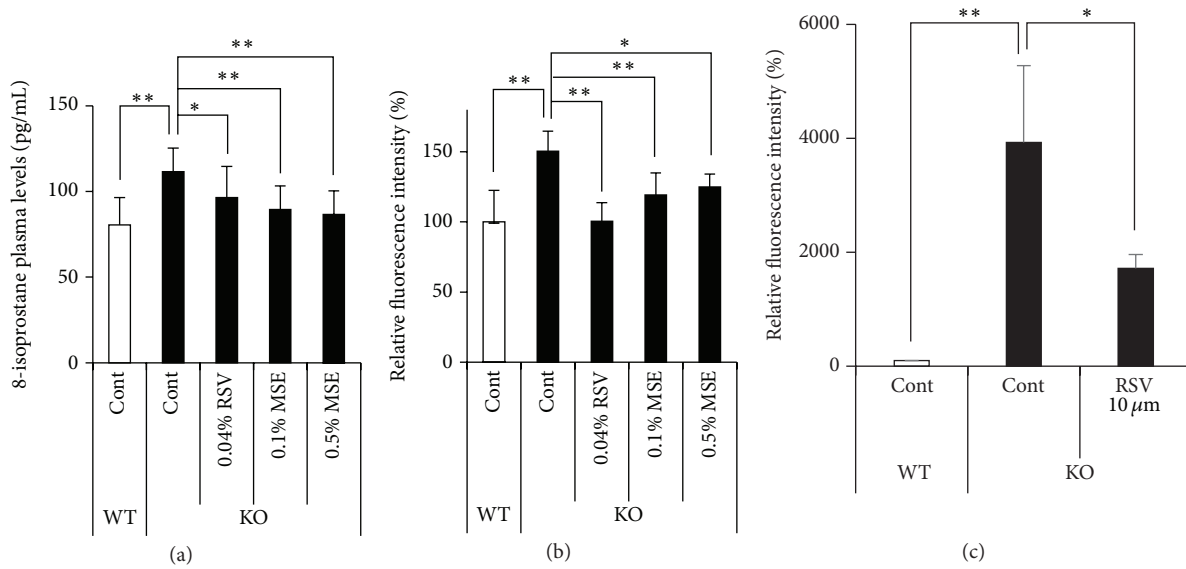 8-isoprostane plasma levels (pg/mL)
150
100
50
0
**
*
**
**
Cont
Cont
0.04% RSV
0.1% MSE
0.5% MSE
WT
KO
(a)
Relative fluorescence intensity (%)
150
100
50
0
**
**
**
*
Cont
Cont
0.04% RSV
0.1% MSE
0.5% MSE
WT
KO
(b)
Relative fluorescence intensity (%)
6000
4000
2000
0
**
*
Cont
Cont
RSV
10 μm
WT
KO
(c)